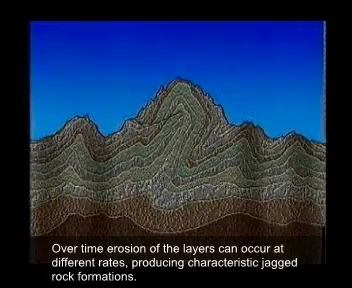 Over time erosion of the layers can occur at
different rates, producing characteristic jagged
rock formations.